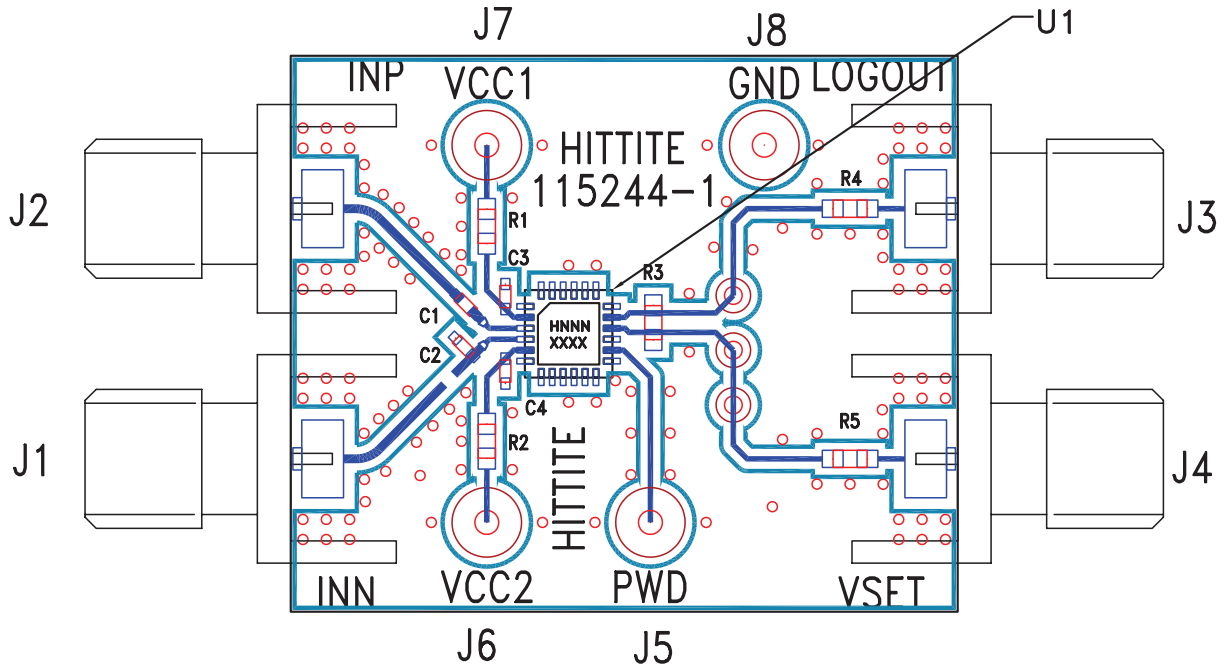 J7
J8
U1
INP
VCC1
GND
LOGOUT
HITTITE
115244-1
J2
J3
R1
R4
C3
R3
C1
HNNN
XXXX
C2
C4
R2
R5
HITTITE
J1
J4
INN
VCC2
PWD
VSET
J6
J5